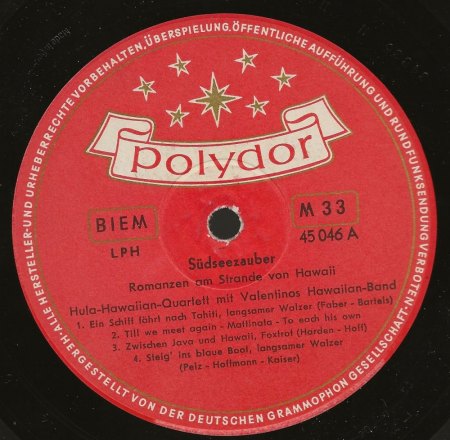 ALLE HERSTELLER- UND URHEBERRECHTE VORBEHALTEN, ÜBERSPIELUNG, ÖFFENTLICHE AUFFÜHRUNG UND RUNDFUNKSENDUNG VERBOTEN·
polydor
BIEM
M 33
LPH
45 046 A
Südseezauber
Romanzen am Strande von Hawaii
Hula-Hawaiian-Quartett mit Valentinos Hawaiian-Band
1. Ein Schiff fährt nach Tahiti, langsamer Walzer (Faber - Bartels)
2. Till we meet again - Mattinata - To each his own
3. Zwischen Java und Hawaii, Foxtrot (Harden - Hoff)
4. Steig' ins blaue Boot, langsamer Walzer
(Pelz - Hoffmann - Kaiser)
HERGESTELLT VON DER DEUTSCHEN GRAMMOPHON GESELLSCHAFT·